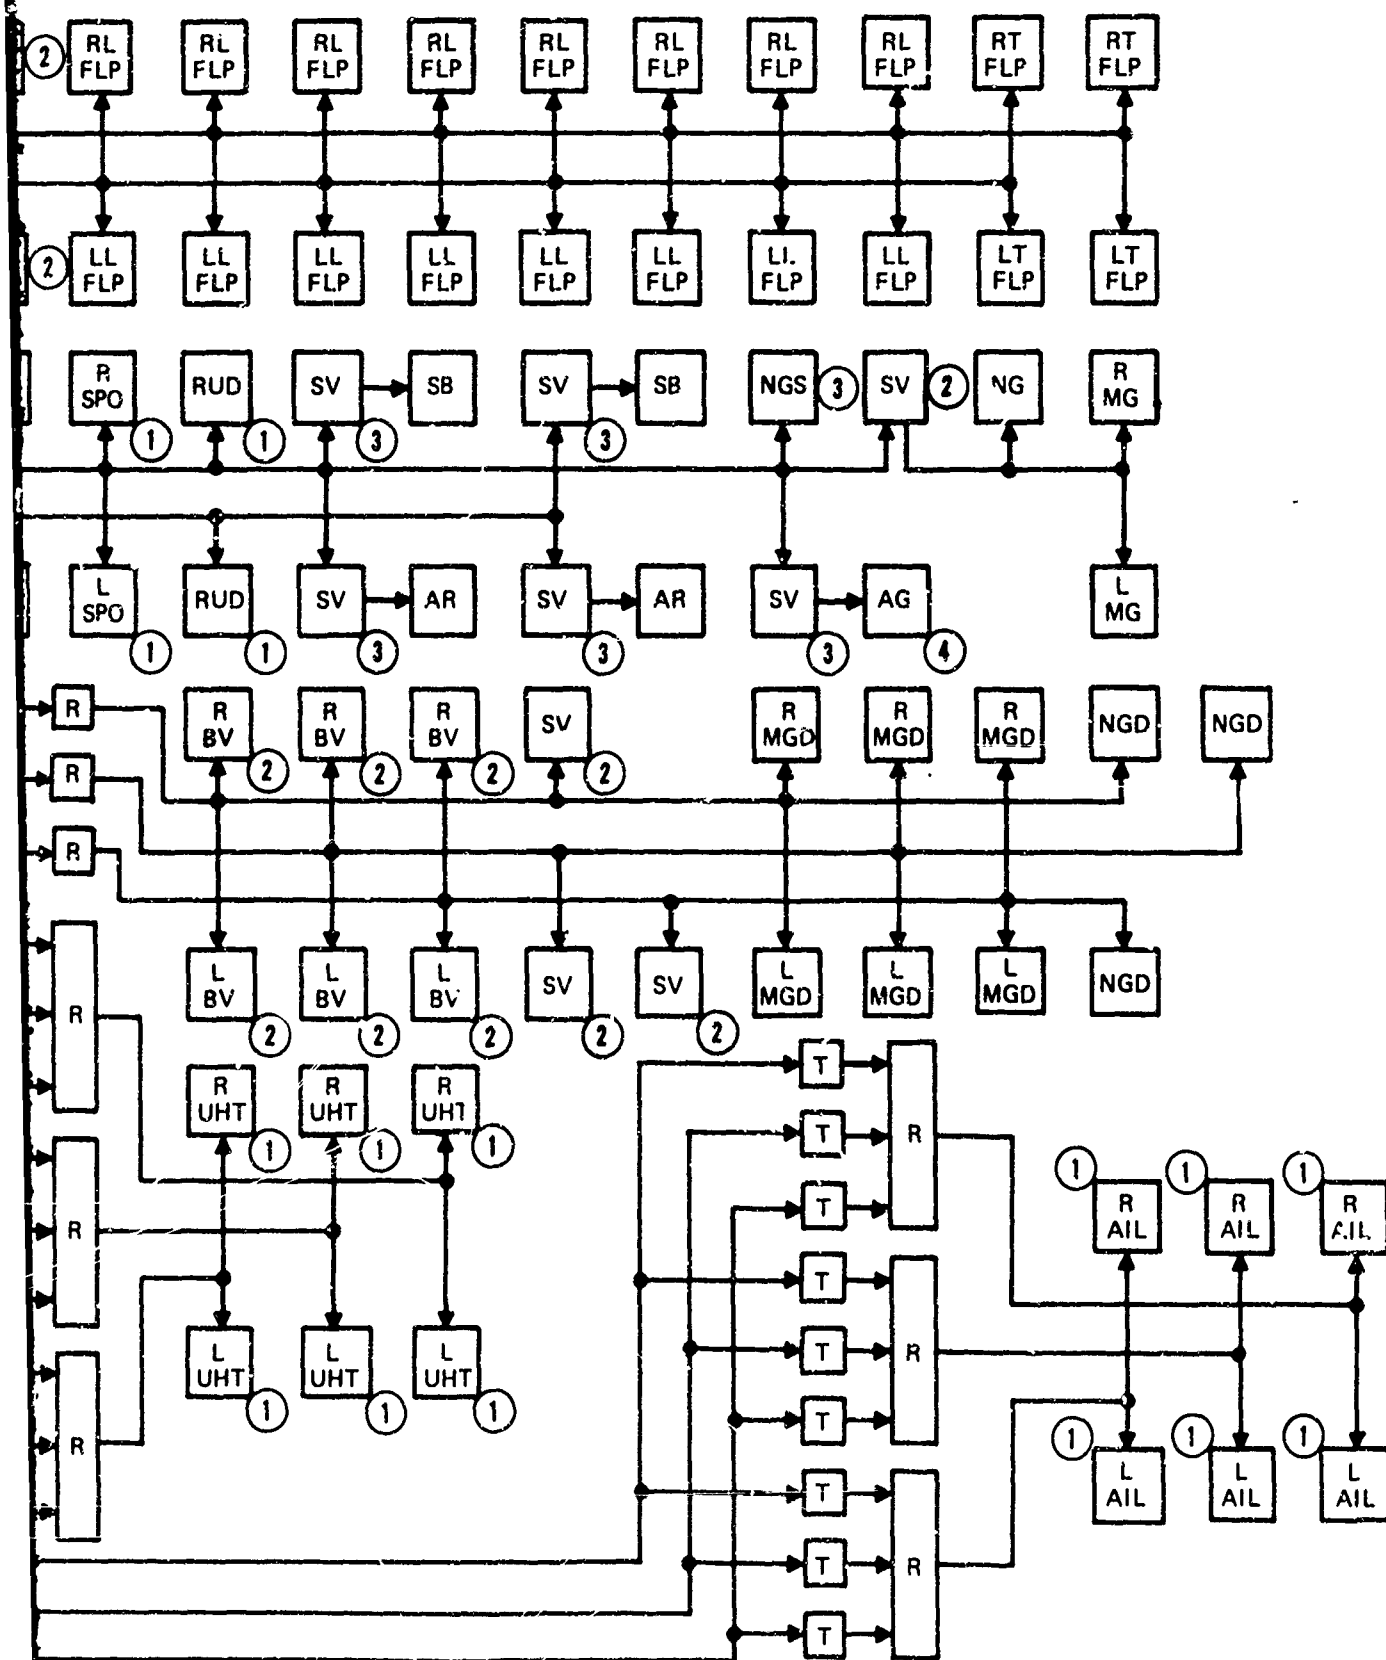 2 RL RL RL RL RL RL RL RL RT RT
FLP FLP FLP FLP FLP FLP FLP FLP FLP FLP
2 LL LL LL LL LL LL LL LL LT LT
FLP FLP FLP FLP FLP FLP FLP FLP FLP FLP
R RUD SV SB SV SB NGS 3 SV 2 NG R
SPO MG
1 1 3 3
L RUD SV AR SV AR SV AG L
SPO MG
1 1 3 3 3 4
R R R R SV R R R NGD NGD
BV BV BV MGD MGD MGD
R 2 2 2 2
R
L L L SV SV L L L NGD
BV BV BV MGD MGD MGD
R 2 2 2 2 2
R R R T
UHT UHT UHT
1 1 1 T R
1 1 1
T R R R
R AIL AIL AIL
T
L L L T R
UHT UHT UHT
1 1 1 T
R 1 1 1
T L L L
AIL AIL AIL
T R
T